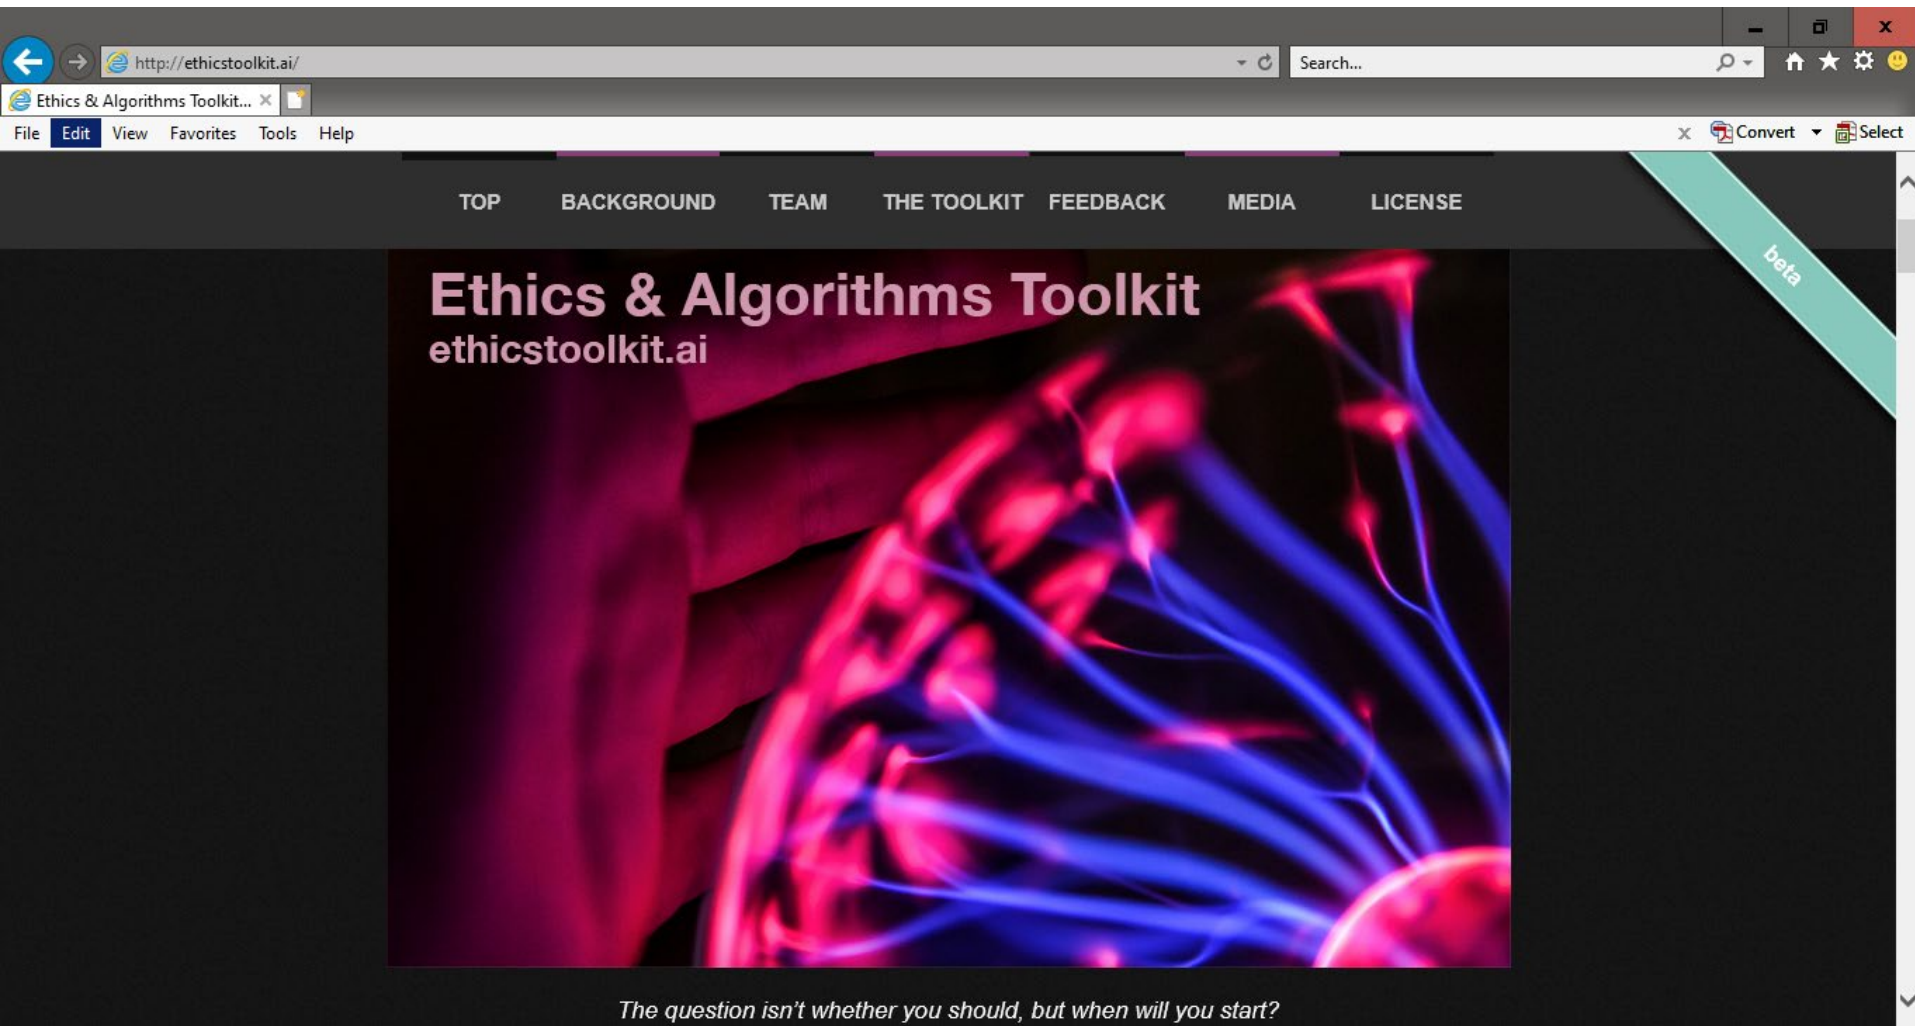 http://ethicstoolkit.ai/
Search...
Ethics & Algorithms Toolkit...
File Edit View Favorites Tools Help
x Convert Select
TOP BACKGROUND TEAM THE TOOLKIT FEEDBACK MEDIA LICENSE
beta
Ethics & Algorithms Toolkit
ethicstoolkit.ai
The question isn't whether you should, but when will you start?